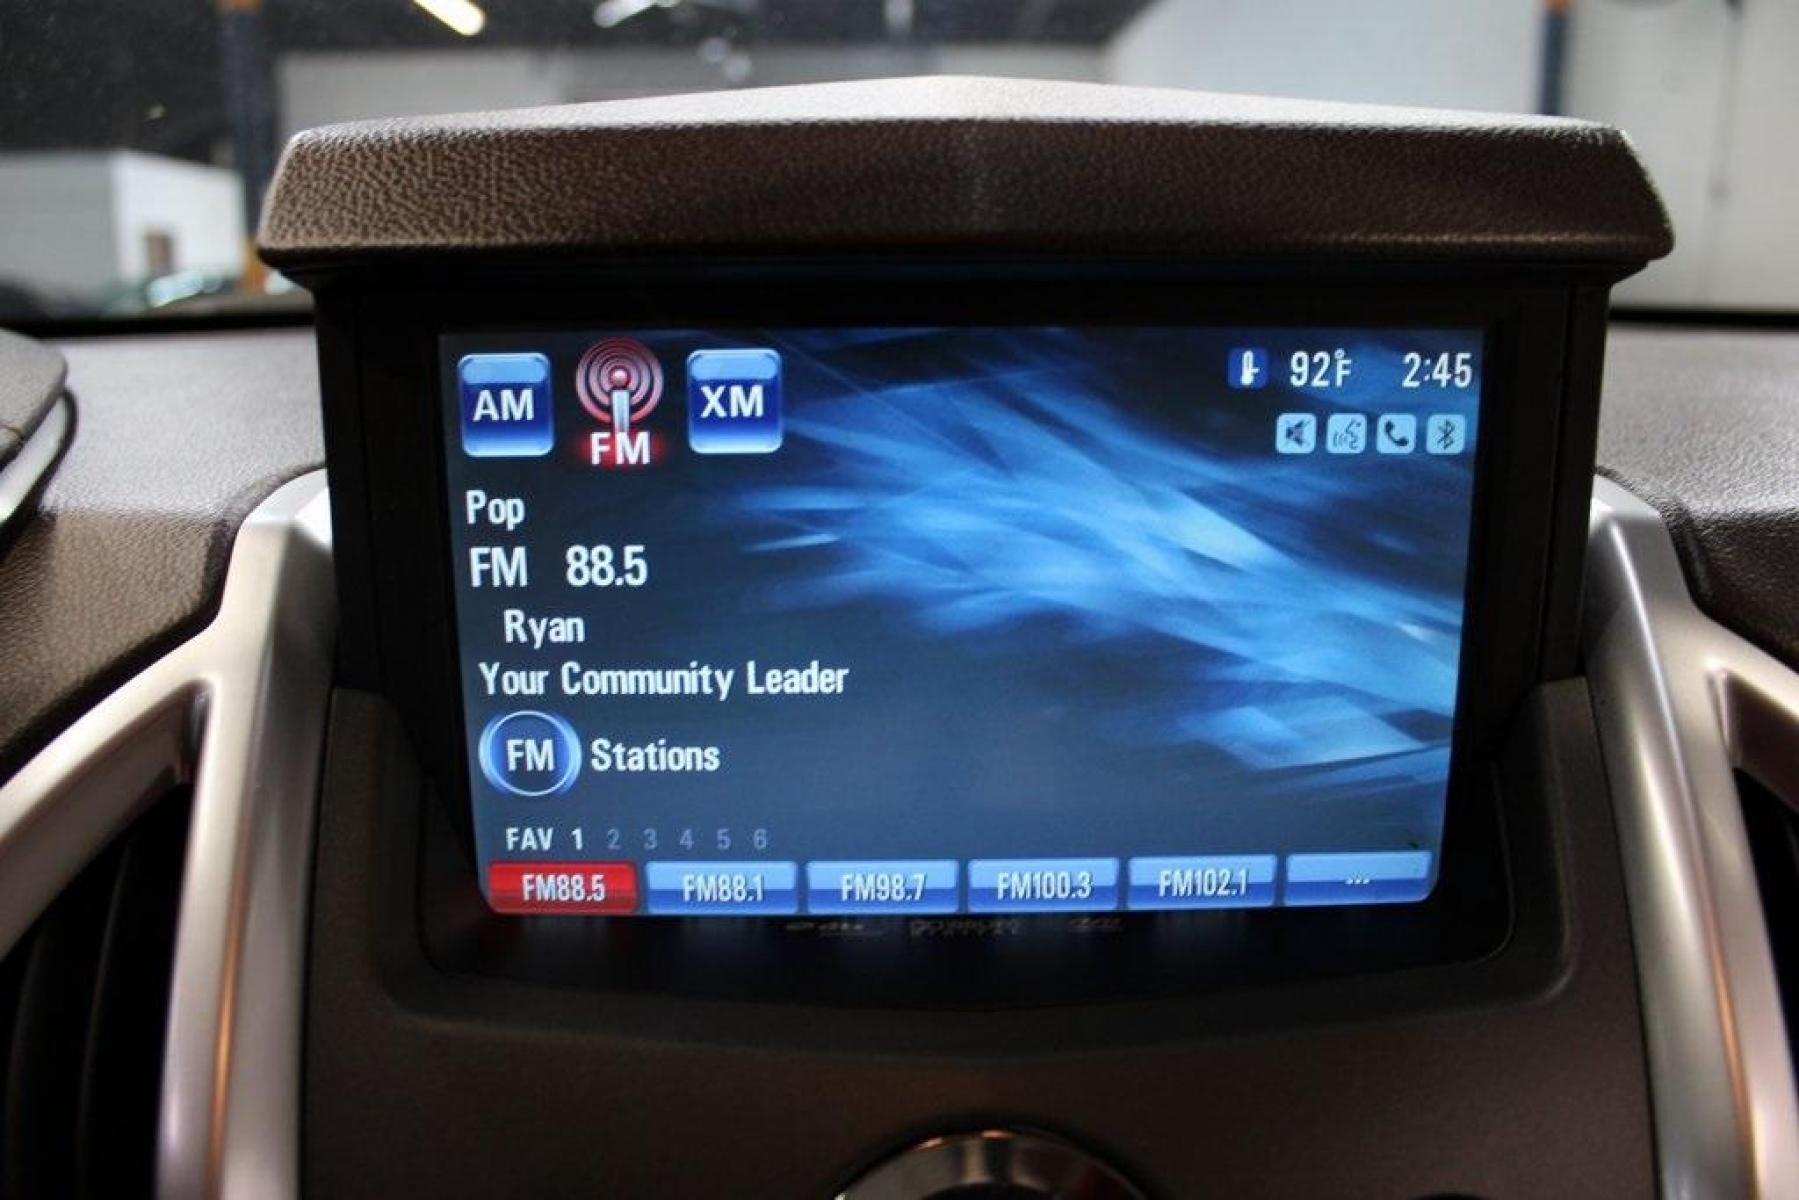 AM FM XM 92°F 2:45
Pop
FM 88.5
Ryan
Your Community Leader
FM Stations
FAV 1 2 3 4 5 6
FM88.5 FM88.1 FM98.7 FM100.3 FM102.1 ...